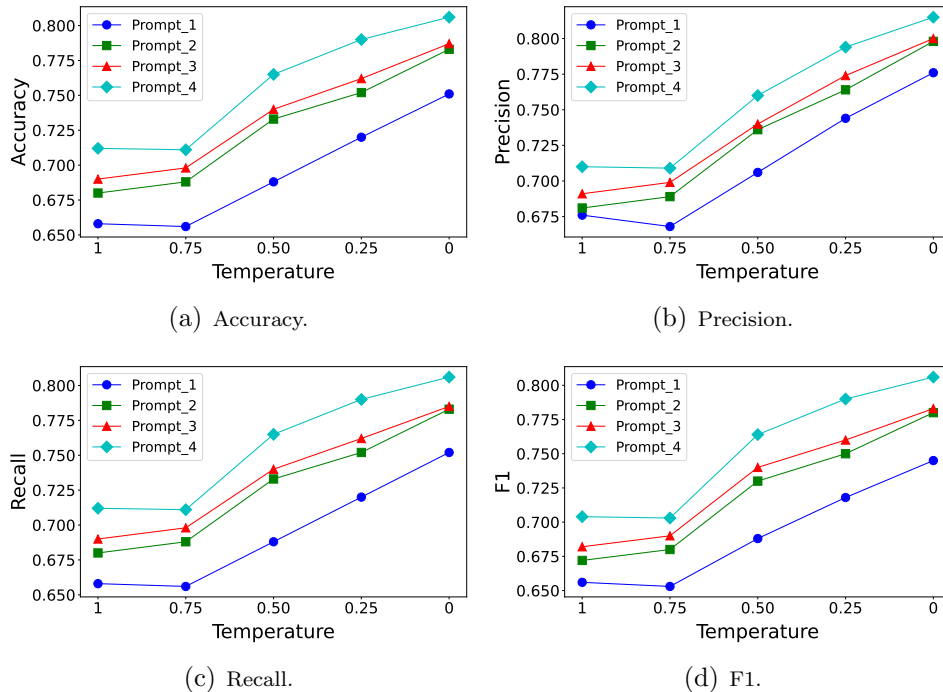 Accuracy
0.800
0.775
0.750
0.725
0.700
0.675
0.650
Prompt_1
Prompt_2
Prompt_3
Prompt_4
1 0.75 0.50 0.25 0
Temperature
(a) Accuracy.
Precision
0.800
0.775
0.750
0.725
0.700
0.675
Prompt_1
Prompt_2
Prompt_3
Prompt_4
1 0.75 0.50 0.25 0
Temperature
(b) Precision.
Recall
0.800
0.775
0.750
0.725
0.700
0.675
0.650
Prompt_1
Prompt_2
Prompt_3
Prompt_4
1 0.75 0.50 0.25 0
Temperature
(c) Recall.
F1
0.800
0.775
0.750
0.725
0.700
0.675
0.650
Prompt_1
Prompt_2
Prompt_3
Prompt_4
1 0.75 0.50 0.25 0
Temperature
(d) F1.